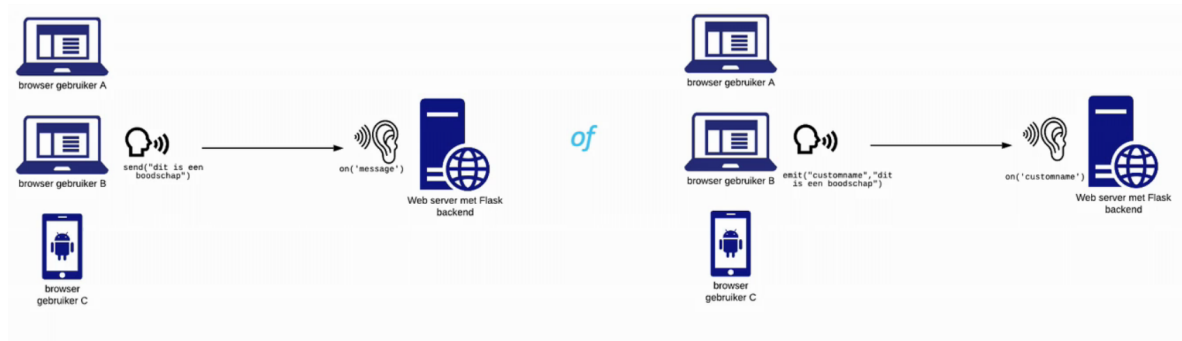 browser gebruiker A
browser gebruiker B
send("dit is een
boodschap")
on('message')
Web server met Flask
backend
browser
gebruiker C
of
browser gebruiker A
browser gebruiker B
emit("customname","dit
is een boodschap")
on('customname')
Web server met Flask
backend
browser
gebruiker C